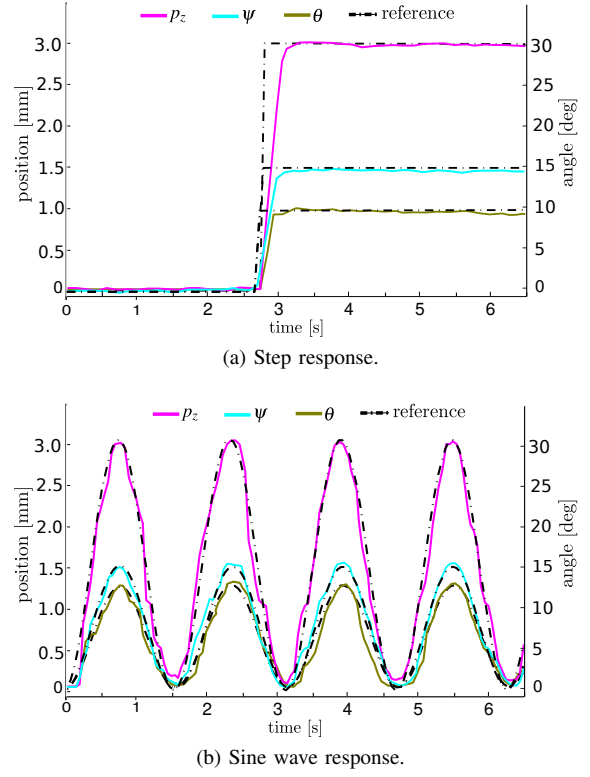 p_z ψ θ reference
3.0 30
25
2.5
2.0 20
1.5 15
1.0 10
0.5 5
0 0
position [mm]
angle [deg]
0 1 2 3 4 5 6
time [s]
(a) Step response.
p_z ψ θ reference
3.0 30
2.5 25
2.0 20
1.5 15
1.0 10
0.5 5
0 0
position [mm]
angle [deg]
0 1 2 3 4 5 6
time [s]
(b) Sine wave response.